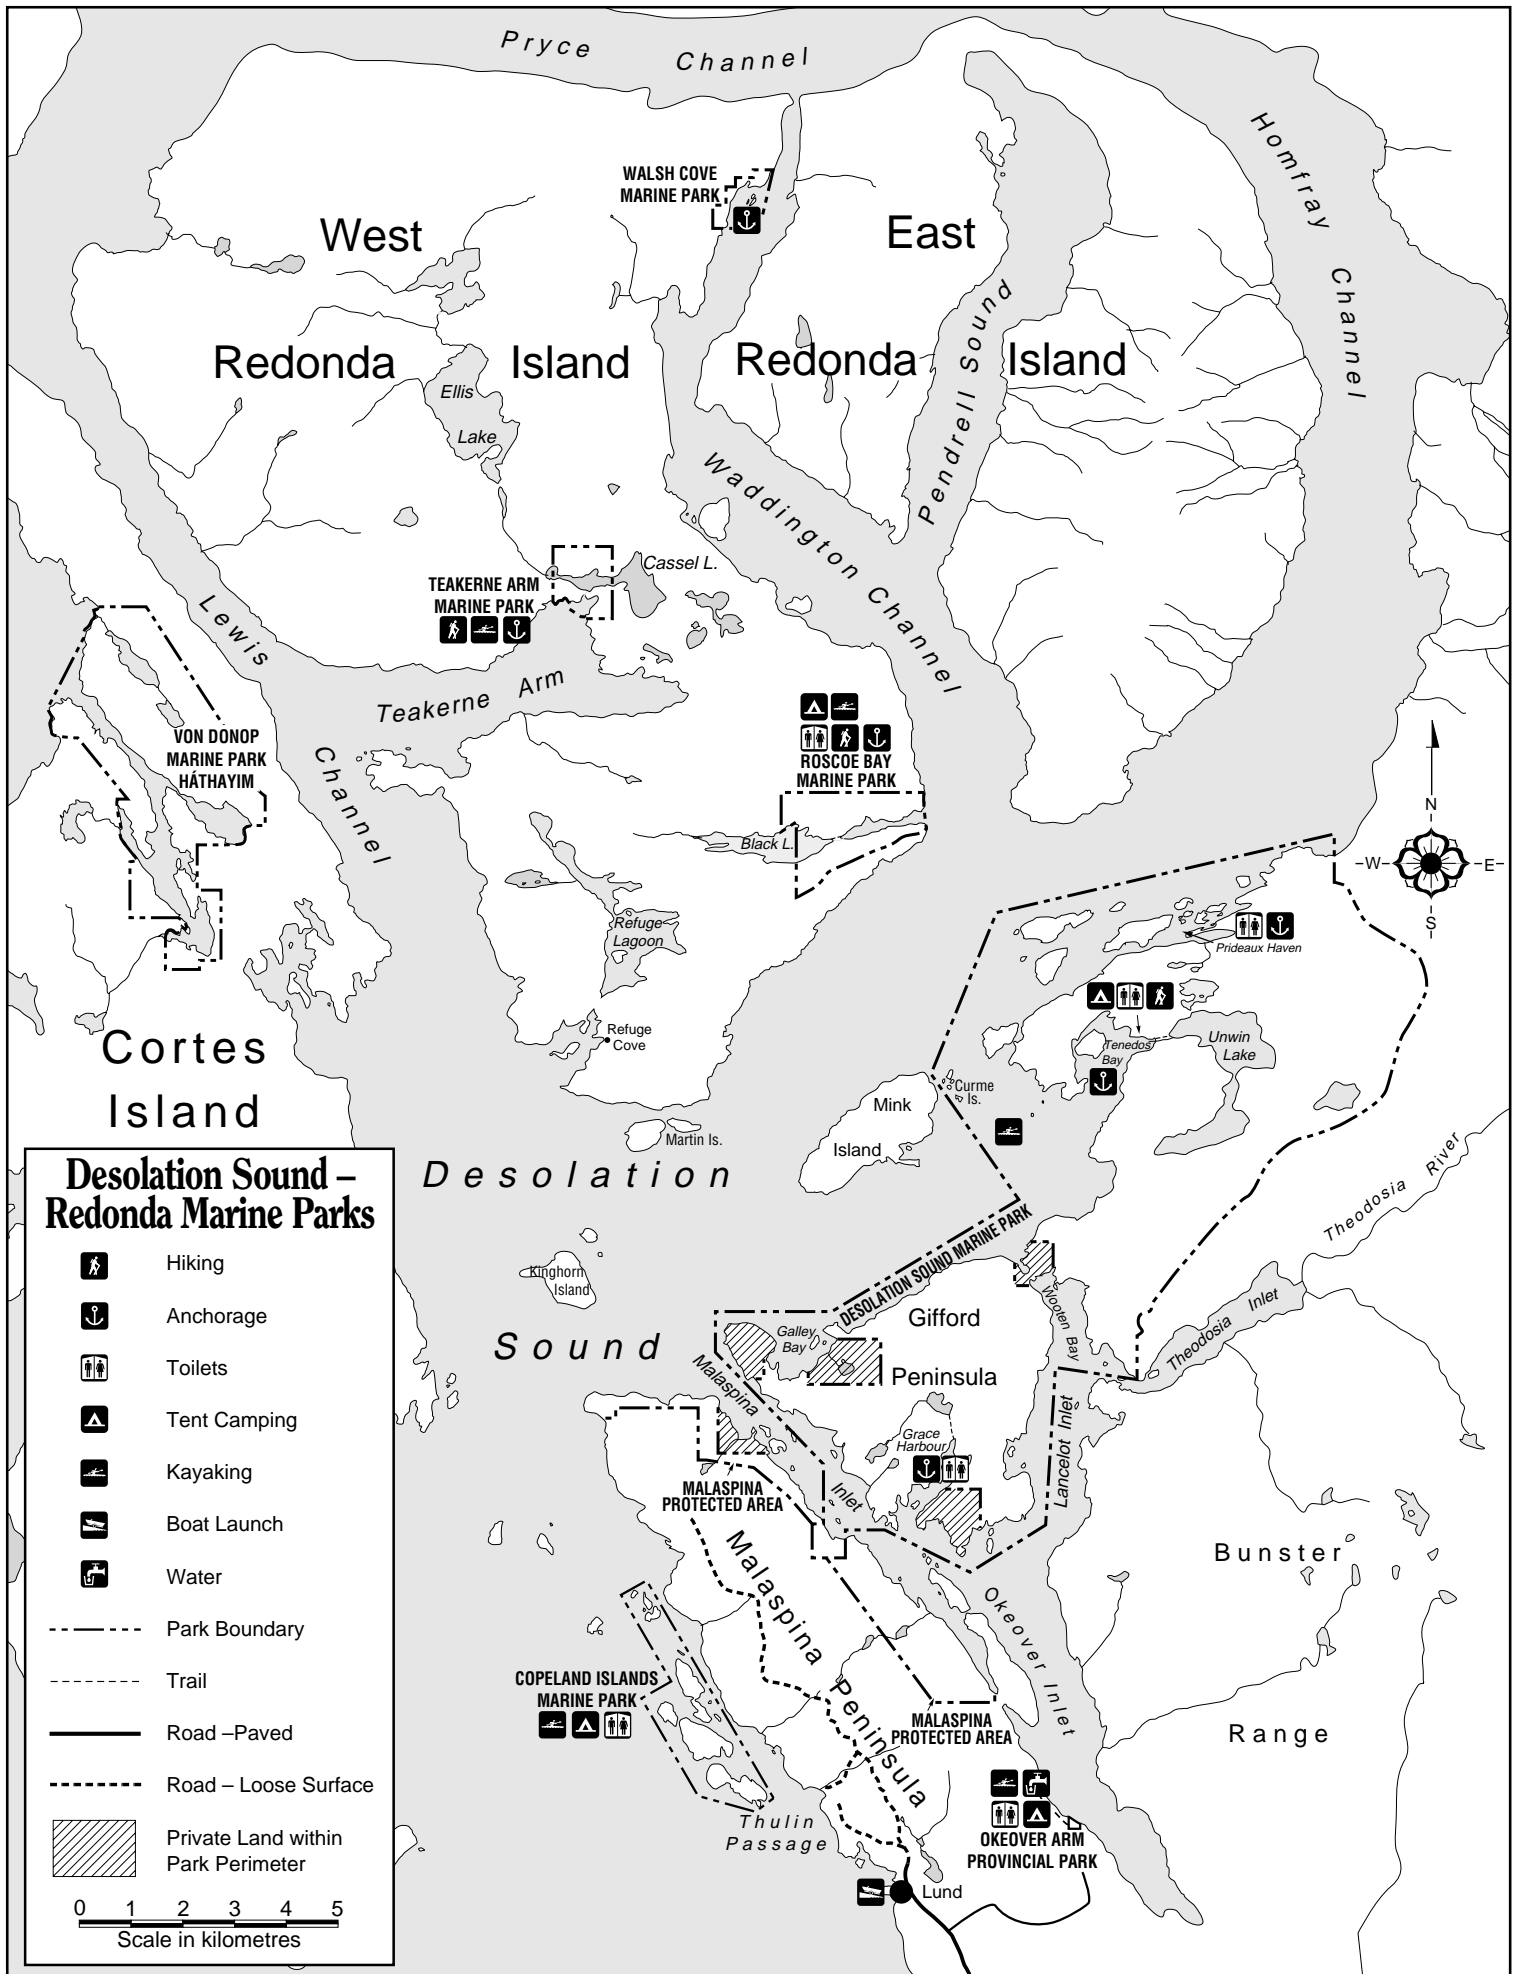 Pryce Channel
Homfray Channel
WALSH COVE
MARINE PARK
West
Redonda Island
East
Redonda Island
Pendrell Sound
Ellis
Lake
Waddington Channel
Cassel L.
TEAKERNE ARM
MARINE PARK
Lewis Channel
Teakerne Arm
VON DONOP
MARINE PARK
HÁTHAYIM
ROSCOE BAY
MARINE PARK
Black L.
N
W
E
S
Refuge
Lagoon
Prideaux Haven
Refuge
Cove
Tenedos
Bay
Unwin
Lake
Cortes
Island
Curme
Is.
Mink
Island
Martin Is.
Desolation
Sound
Theodosia River
DESOLATION SOUND MARINE PARK
Kinghorn
Island
Gifford
Peninsula
Galley
Bay
Wooten Bay
Theodosia Inlet
Malaspina
Inlet
Grace
Harbour
Lancelot Inlet
MALASPINA
PROTECTED AREA
Malaspina Peninsula
Okeover Inlet
Bunster
Range
COPELAND ISLANDS
MARINE PARK
MALASPINA
PROTECTED AREA
Thulin
Passage
OKEOVER ARM
PROVINCIAL PARK
Lund
Desolation Sound –
Redonda Marine Parks
Hiking
Anchorage
Toilets
Tent Camping
Kayaking
Boat Launch
Water
Park Boundary
Trail
Road –Paved
Road – Loose Surface
Private Land within
Park Perimeter
0 1 2 3 4 5
Scale in kilometres